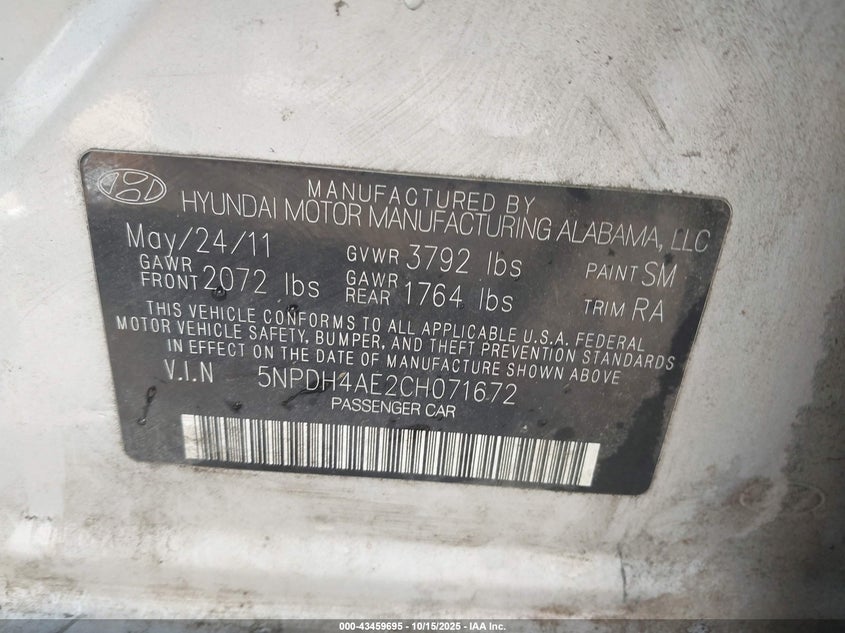 MANUFACTURED BY
HYUNDAI MOTOR MANUFACTURING ALABAMA, LLC
May/24/11 GVWR 3792 lbs PAINT SM
GAWR FRONT 2072 lbs GAWR REAR 1764 lbs TRIM RA
THIS VEHICLE CONFORMS TO ALL APPLICABLE U.S.A. FEDERAL
MOTOR VEHICLE SAFETY, BUMPER, AND THEFT PREVENTION STANDARDS
IN EFFECT ON THE DATE OF MANUFACTURE SHOWN ABOVE
V.I.N 5NPDH4AE2CH071672
PASSENGER CAR
000-43459695 - 10/15/2025 - IAA Inc.